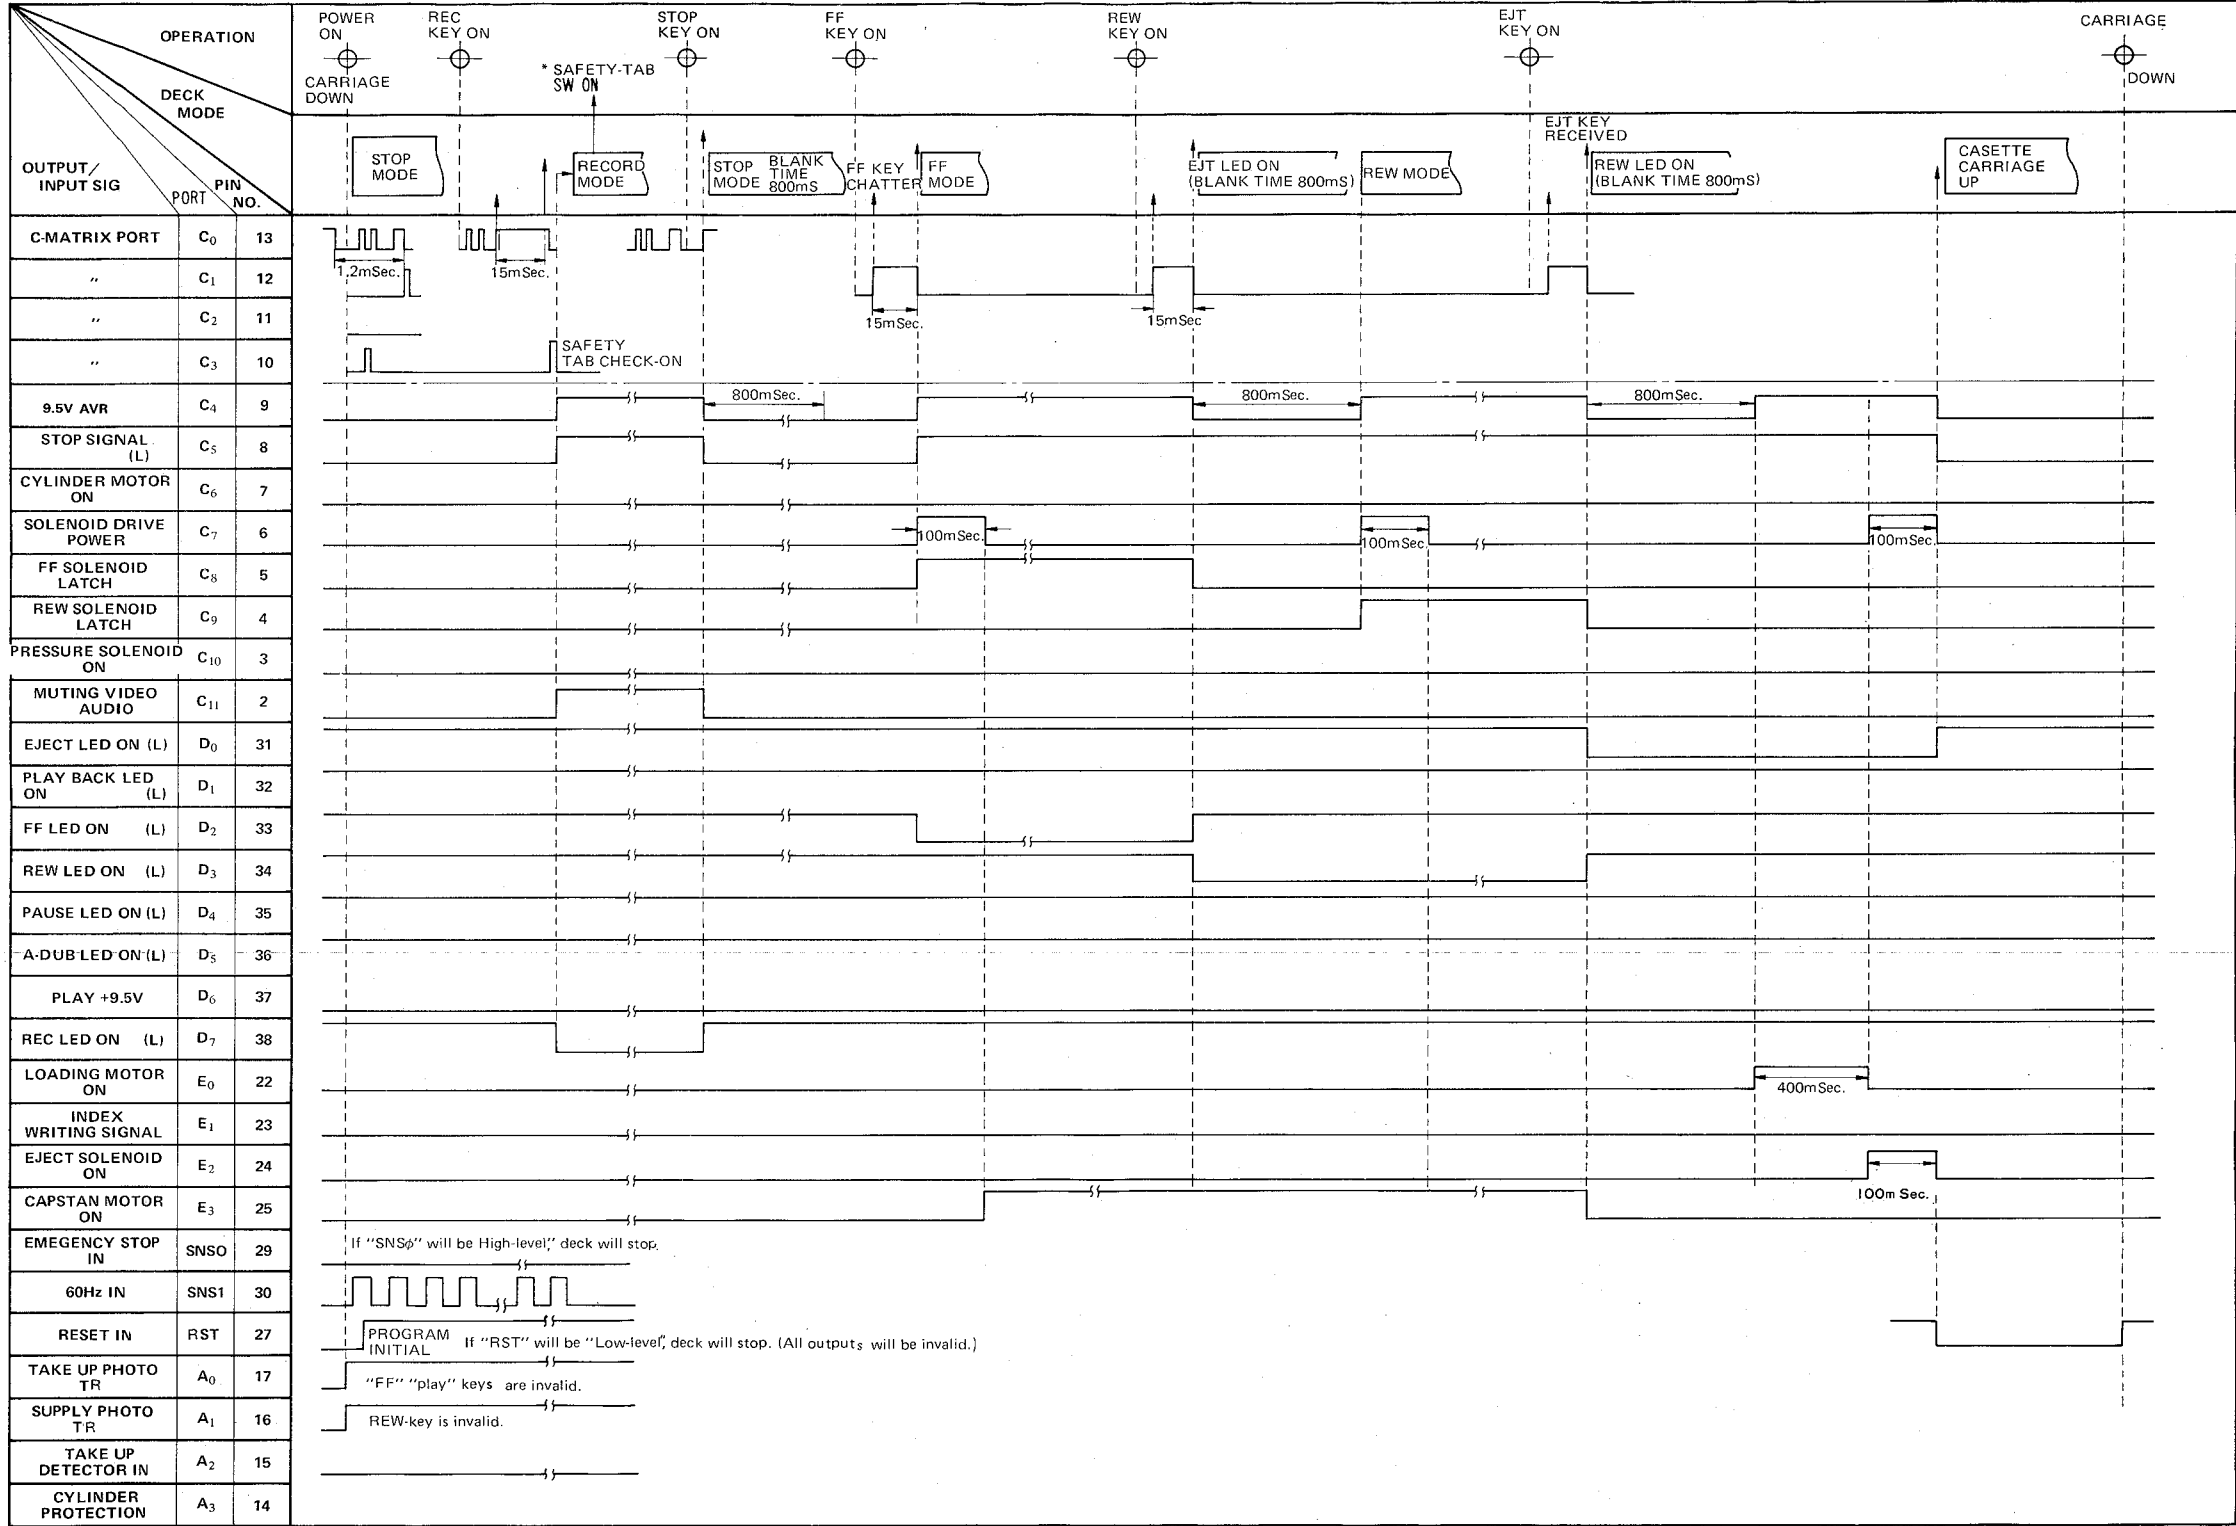 OPERATION
DECK
MODE
OUTPUT/
INPUT SIG
PORT
PIN
NO.
POWER
ON
CARRIAGE
DOWN
REC
KEY ON
* SAFETY-TAB
SW ON
STOP
KEY ON
FF
KEY ON
REW
KEY ON
EJT
KEY ON
CARRIAGE
DOWN
STOP
MODE
RECORD
MODE
STOP
MODE
BLANK
TIME
800mS
FF KEY
CHATTER
FF
MODE
EJT LED ON
(BLANK TIME 800mS)
REW MODE
EJT KEY
RECEIVED
REW LED ON
(BLANK TIME 800mS)
CASETTE
CARRIAGE
UP
C-MATRIX PORT C0 13
1.2mSec.
15mSec.
" C1 12
15mSec.
15mSec
" C2 11
" C3 10
SAFETY
TAB CHECK-ON
9.5V AVR C4 9
800mSec.
800mSec.
800mSec.
STOP SIGNAL
(L) C5 8
CYLINDER MOTOR
ON C6 7
SOLENOID DRIVE
POWER C7 6
100mSec.
100mSec.
100mSec.
FF SOLENOID
LATCH C8 5
REW SOLENOID
LATCH C9 4
PRESSURE SOLENOID
ON C10 3
MUTING VIDEO
AUDIO C11 2
EJECT LED ON (L) D0 31
PLAY BACK LED
ON (L) D1 32
FF LED ON (L) D2 33
REW LED ON (L) D3 34
PAUSE LED ON (L) D4 35
A-DUB LED ON (L) D5 36
PLAY +9.5V D6 37
REC LED ON (L) D7 38
LOADING MOTOR
ON E0 22
400mSec.
INDEX
WRITING SIGNAL E1 23
EJECT SOLENOID
ON E2 24
100m Sec.
CAPSTAN MOTOR
ON E3 25
EMEGENCY STOP
IN SNSO 29
If "SNSφ" will be High-level," deck will stop.
60Hz IN SNS1 30
RESET IN RST 27
PROGRAM
INITIAL
If "RST" will be "Low-level", deck will stop. (All outputs will be invalid.)
TAKE UP PHOTO
TR A0 17
"FF" "play" keys are invalid.
SUPPLY PHOTO
TR A1 16
REW-key is invalid.
TAKE UP
DETECTOR IN A2 15
CYLINDER
PROTECTION A3 14